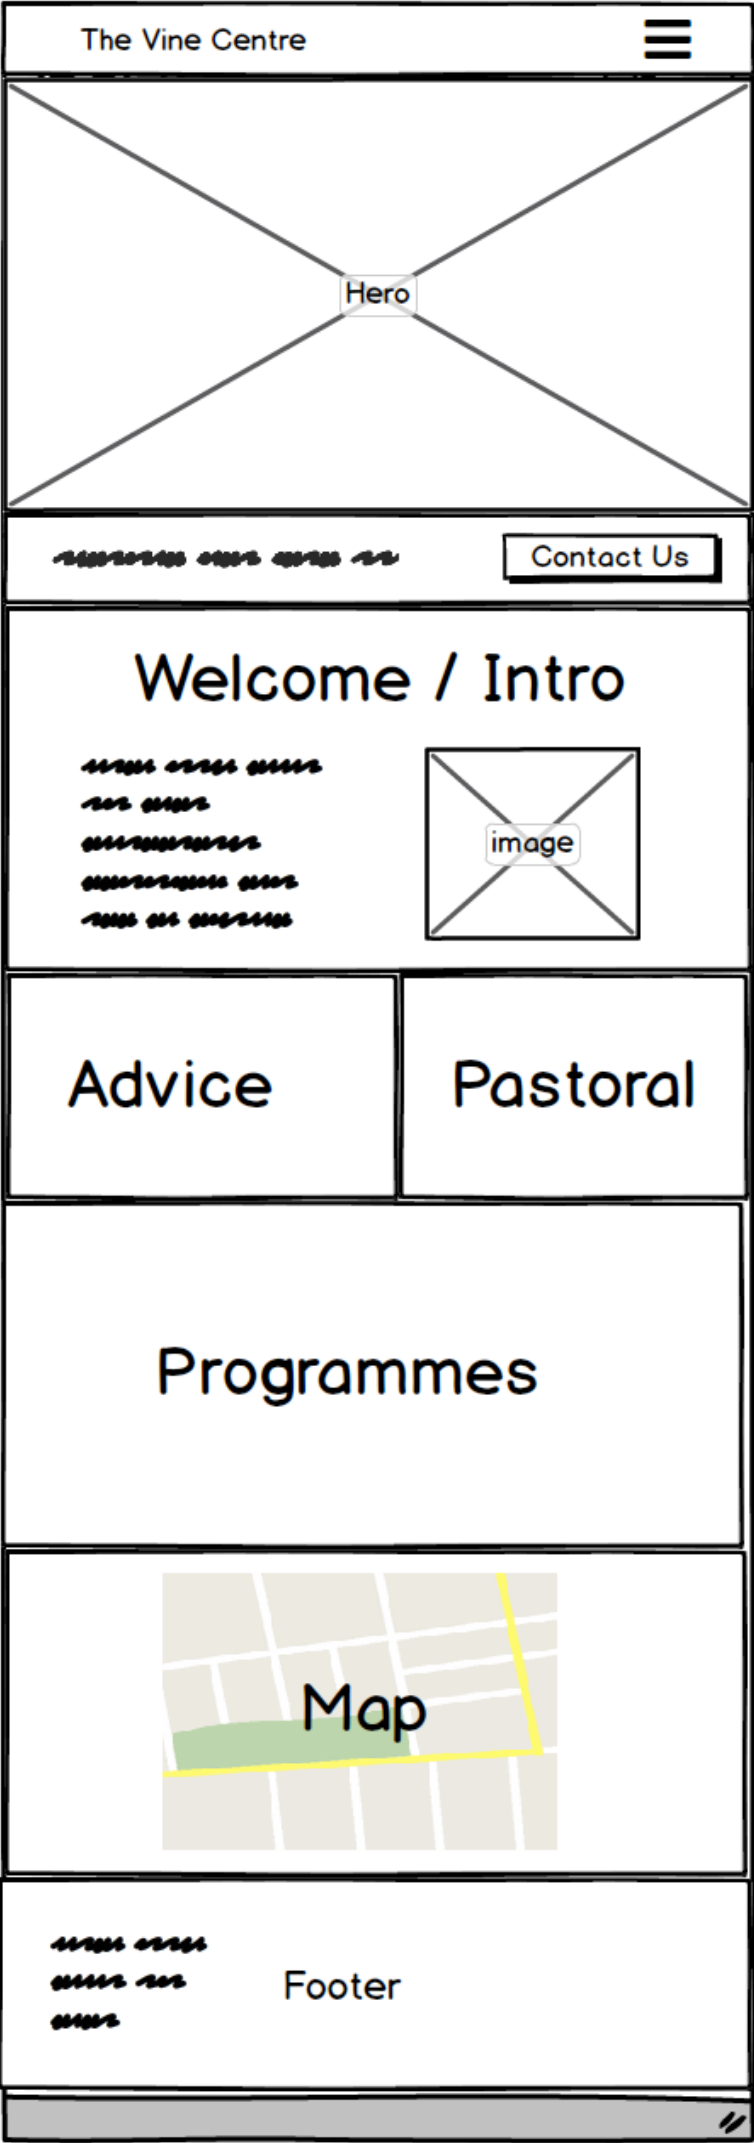 The Vine Centre
Hero
Contact Us
Welcome / Intro
image
Advice
Pastoral
Programmes
Map
Footer